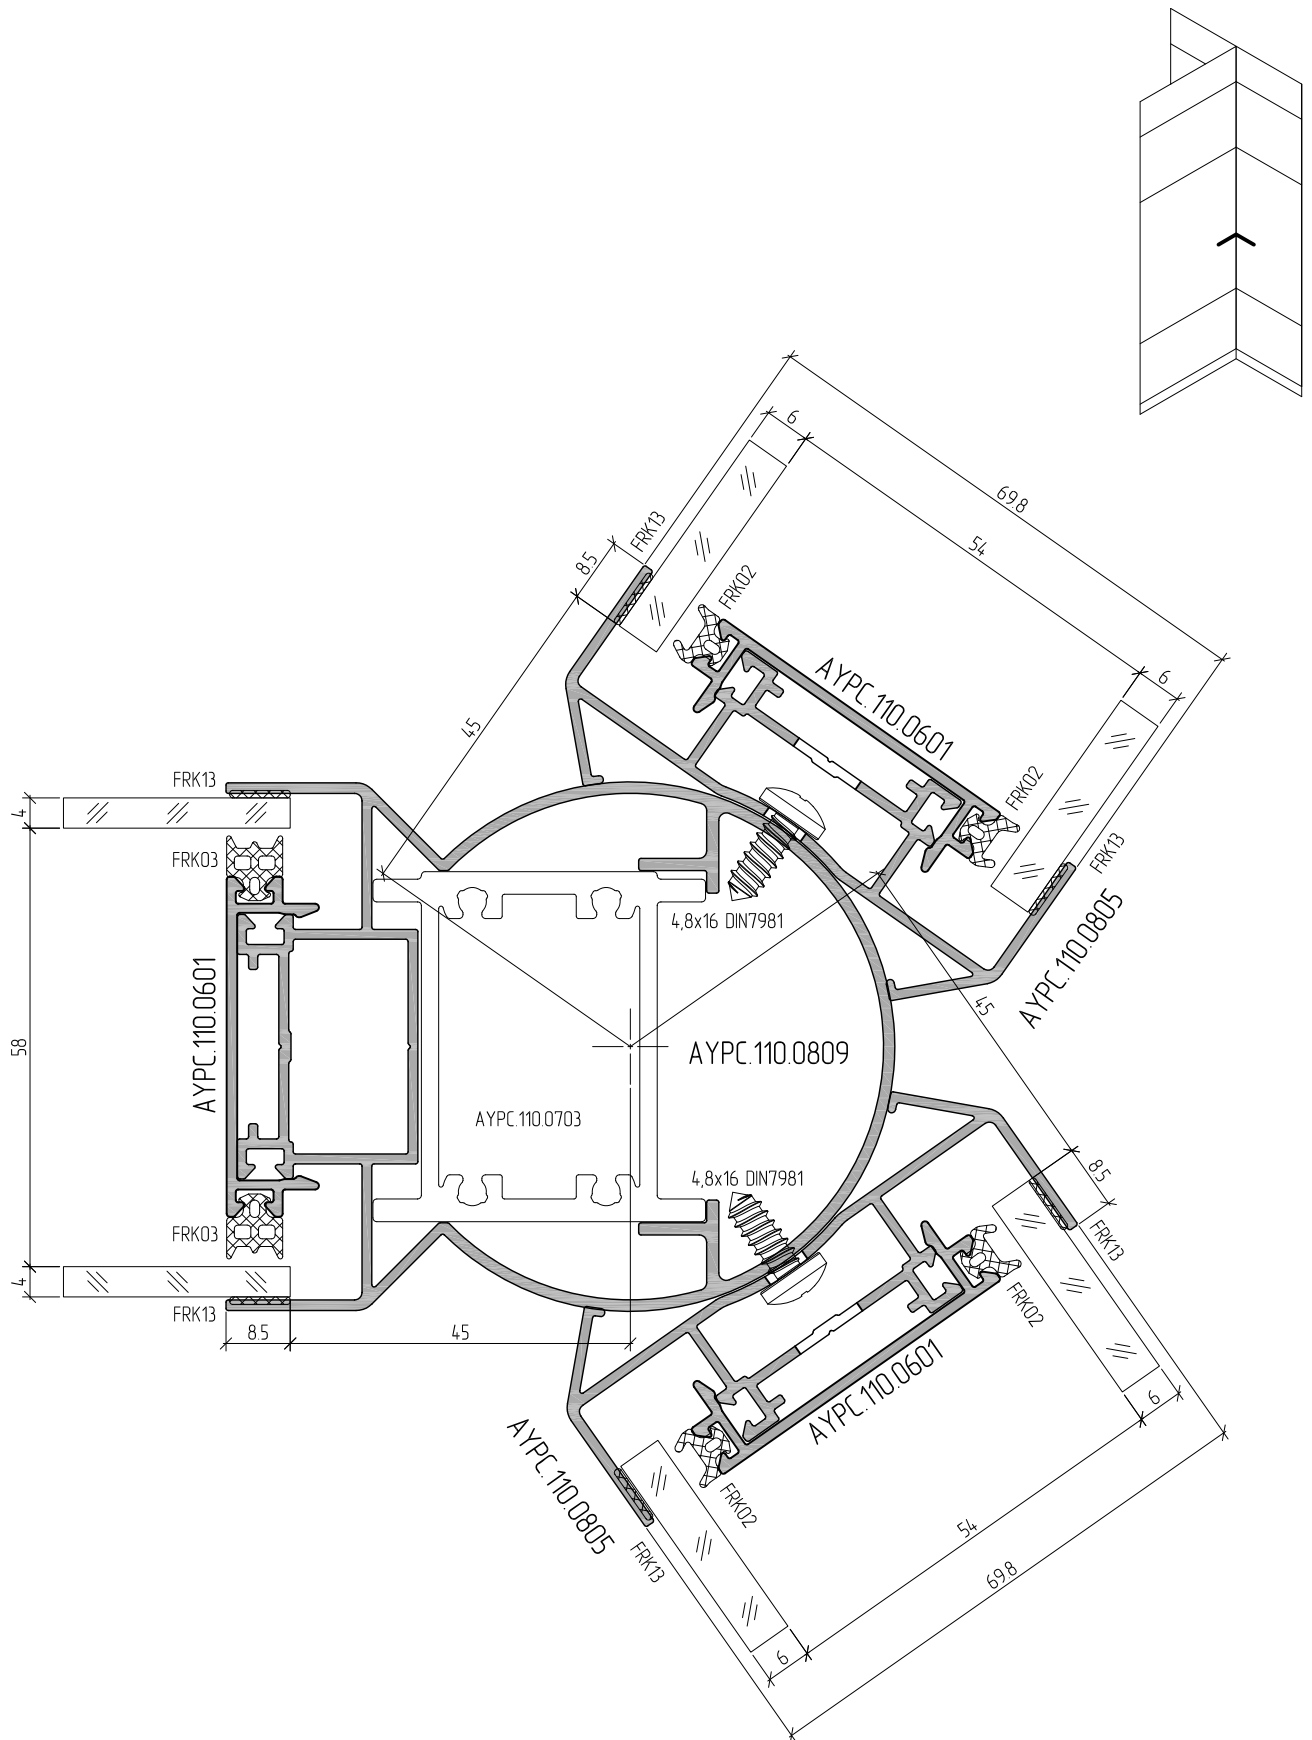 6
69.8
FRK13
54
8.5
FRK02
AYPC.110.0601
6
45
FRK13
FRK02
4
FRK13
FRK03
4,8x16 DIN7981
AYPC.110.0805
AYPC.110.0601
45
58
AYPC.110.0809
AYPC.110.0703
4,8x16 DIN7981
8.5
FRK03
FRK13
4
FRK13
FRK02
8.5
45
AYPC.110.0601
6
AYPC.110.0805
FRK02
54
FRK13
69.8
6